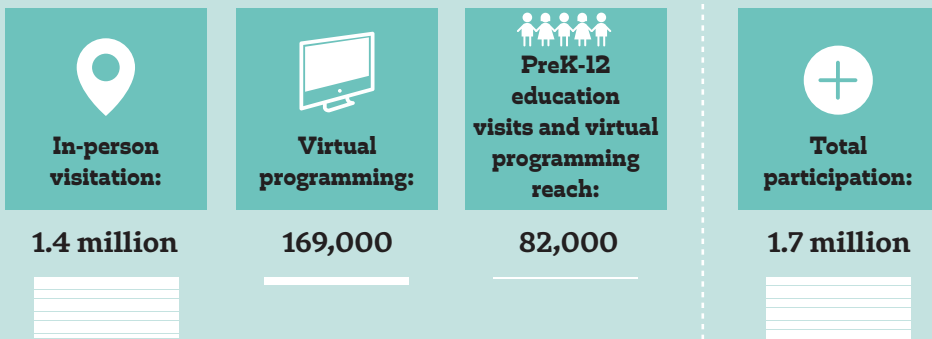 In-person
visitation:
1.4 million
Virtual
programming:
169,000
PreK-12
education
visits and virtual
programming
reach:
82,000
Total
participation:
1.7 million